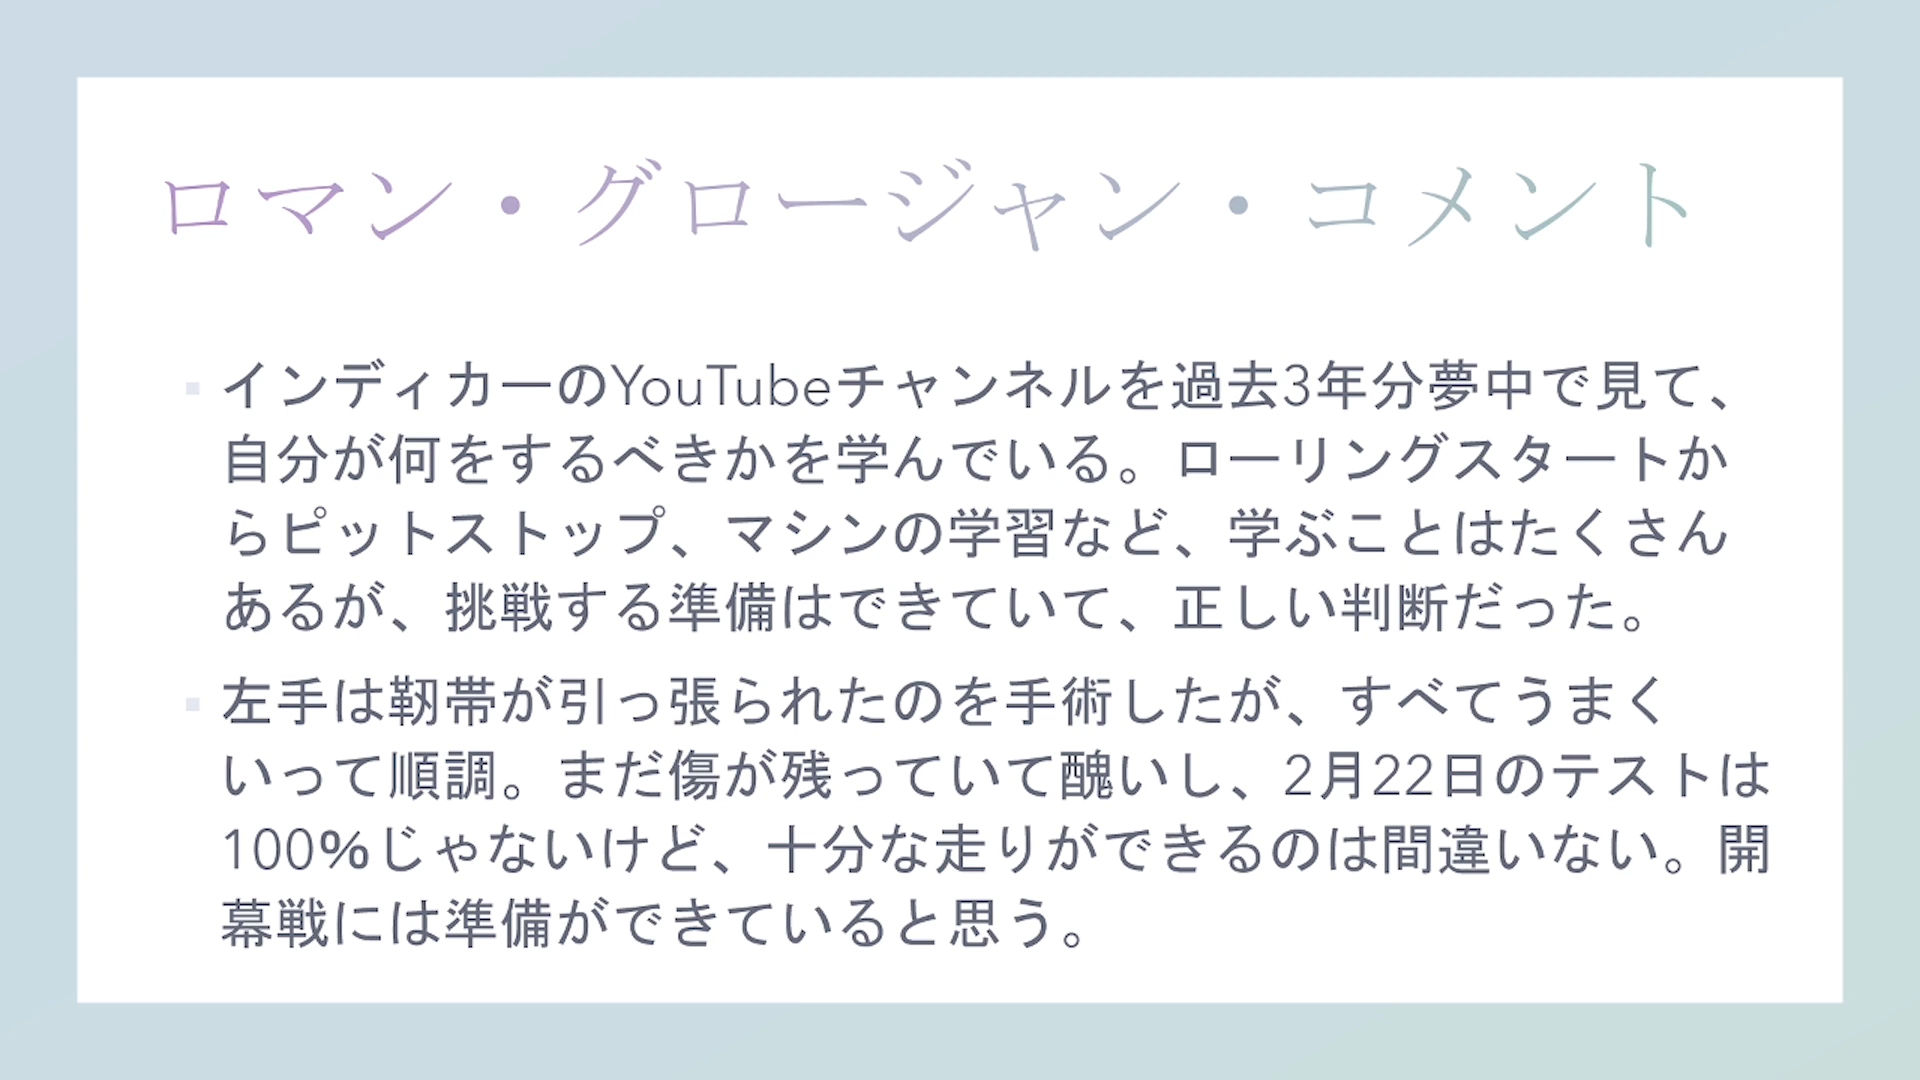 ロマン・グロージャン・コメント
インディカーのYouTubeチャンネルを過去3年分夢中で見て、
自分が何をするべきかを学んでいる。ローリングスタートか
らピットストップ、マシンの学習など、学ぶことはたくさん
あるが、挑戦する準備はできていて、正しい判断だった。
左手は靭帯が引っ張られたのを手術したが、すべてうまく
いって順調。まだ傷が残っていて醜いし、2月22日のテストは
100%じゃないけど、十分な走りができるのは間違いない。開
幕戦には準備ができていると思う。